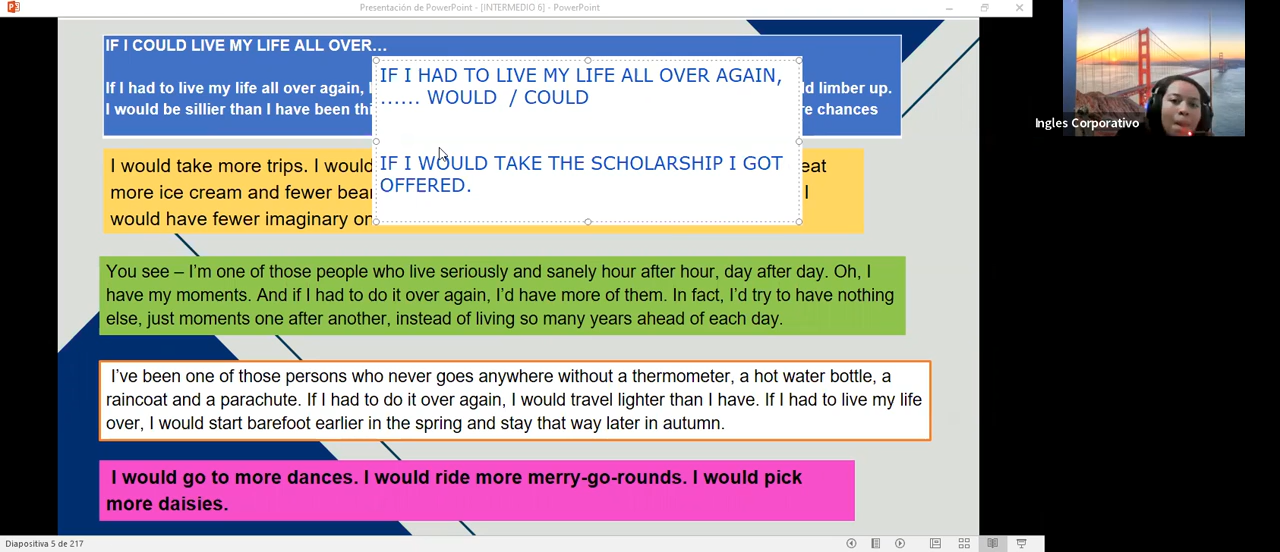 Presentación de PowerPoint - [INTERMEDIO 6] - PowerPoint
IF I COULD LIVE MY LIFE ALL OVER…
If I had to live my life all over again, I
d limber up.
I would be sillier than I have been th
re chances
IF I HAD TO LIVE MY LIFE ALL OVER AGAIN,
...... WOULD / COULD
IF I WOULD TAKE THE SCHOLARSHIP I GOT
OFFERED.
I would take more trips. I would
eat
more ice cream and fewer bea
I
would have fewer imaginary on
You see – I’m one of those people who live seriously and sanely hour after hour, day after day. Oh, I
have my moments. And if I had to do it over again, I’d have more of them. In fact, I’d try to have nothing
else, just moments one after another, instead of living so many years ahead of each day.
I’ve been one of those persons who never goes anywhere without a thermometer, a hot water bottle, a
raincoat and a parachute. If I had to do it over again, I would travel lighter than I have. If I had to live my life
over, I would start barefoot earlier in the spring and stay that way later in autumn.
I would go to more dances. I would ride more merry-go-rounds. I would pick
more daisies.
Diapositiva 5 de 217
Ingles Corporativo